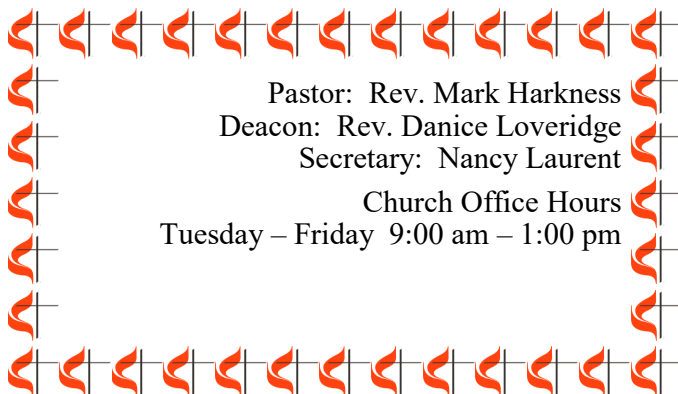 Pastor:  Rev. Mark Harkness
Deacon:  Rev. Danice Loveridge
Secretary:  Nancy Laurent
Church Office Hours
Tuesday – Friday  9:00 am – 1:00 pm